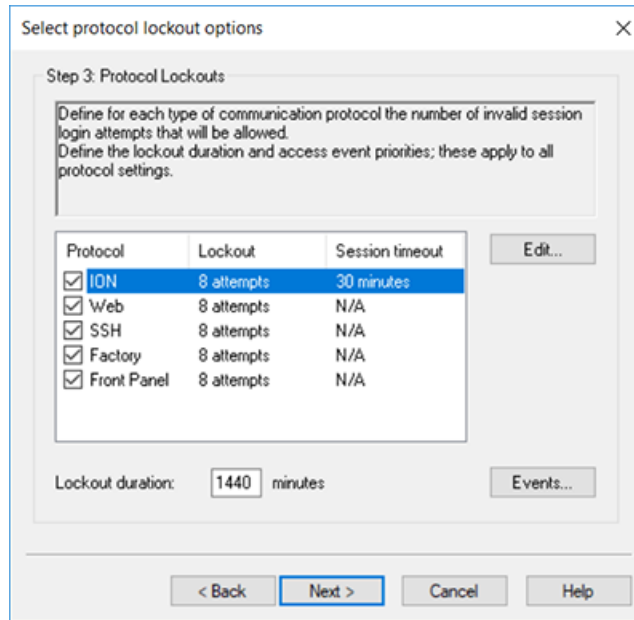 Select protocol lockout options
Step 3: Protocol Lockouts
Define for each type of communication protocol the number of invalid session
login attempts that will be allowed.
Define the lockout duration and access event priorities; these apply to all
protocol settings.
Protocol Lockout Session timeout
ION 8 attempts 30 minutes
Web 8 attempts N/A
SSH 8 attempts N/A
Factory 8 attempts N/A
Front Panel 8 attempts N/A
Edit...
Lockout duration: 1440 minutes
Events...
< Back Next > Cancel Help